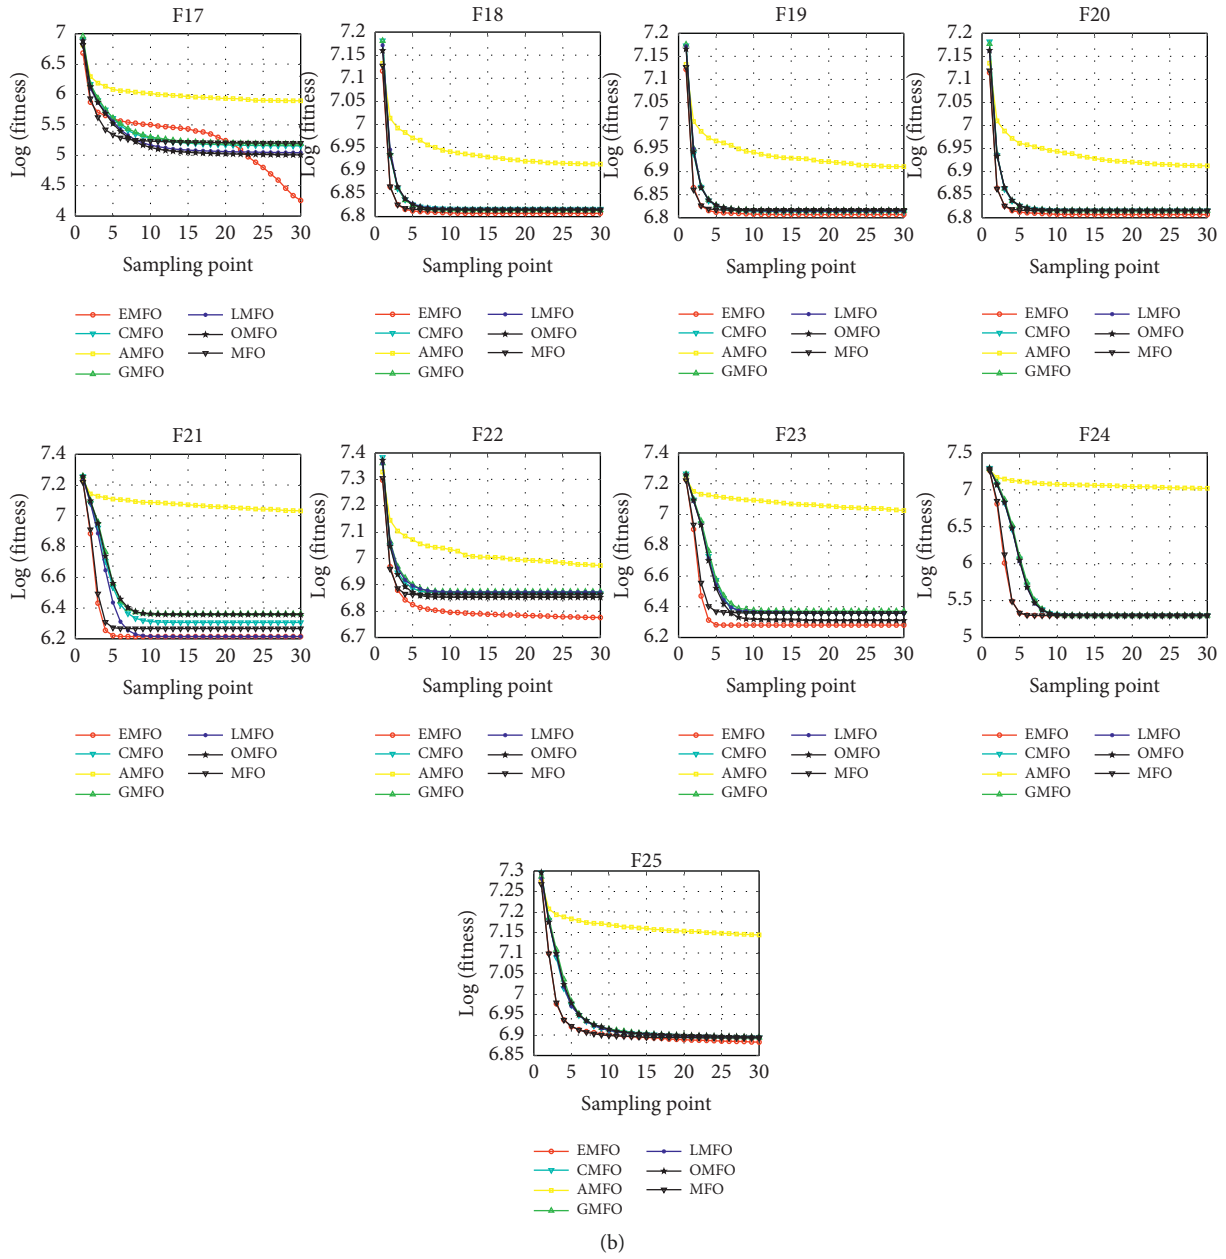 F17
7
6.5
6
5.5
5
4.5
4
Log (fitness)
0 5 10 15 20 25 30
Sampling point
EMFO
CMFO
AMFO
GMFO
LMFO
OMFO
MFO
F18
7.2
7.15
7.1
7.05
7
6.95
6.9
6.85
6.8
Log (fitness)
0 5 10 15 20 25 30
Sampling point
EMFO
CMFO
AMFO
GMFO
LMFO
OMFO
MFO
F19
7.2
7.15
7.1
7.05
7
6.95
6.9
6.85
6.8
Log (fitness)
0 5 10 15 20 25 30
Sampling point
EMFO
CMFO
AMFO
GMFO
LMFO
OMFO
MFO
F20
7.2
7.15
7.1
7.05
7
6.95
6.9
6.85
6.8
Log (fitness)
0 5 10 15 20 25 30
Sampling point
EMFO
CMFO
AMFO
GMFO
LMFO
OMFO
MFO
F21
7.4
7.2
7
6.8
6.6
6.4
6.2
Log (fitness)
0 5 10 15 20 25 30
Sampling point
EMFO
CMFO
AMFO
GMFO
LMFO
OMFO
MFO
F22
7.4
7.3
7.2
7.1
7
6.9
6.8
6.7
Log (fitness)
0 5 10 15 20 25 30
Sampling point
EMFO
CMFO
AMFO
GMFO
LMFO
OMFO
MFO
F23
7.4
7.2
7
6.8
6.6
6.4
6.2
Log (fitness)
0 5 10 15 20 25 30
Sampling point
EMFO
CMFO
AMFO
GMFO
LMFO
OMFO
MFO
F24
7.5
7
6.5
6
5.5
5
Log (fitness)
0 5 10 15 20 25 30
Sampling point
EMFO
CMFO
AMFO
GMFO
LMFO
OMFO
MFO
F25
7.3
7.25
7.2
7.15
7.1
7.05
7
6.95
6.9
6.85
Log (fitness)
0 5 10 15 20 25 30
Sampling point
EMFO
CMFO
AMFO
GMFO
LMFO
OMFO
MFO
(b)